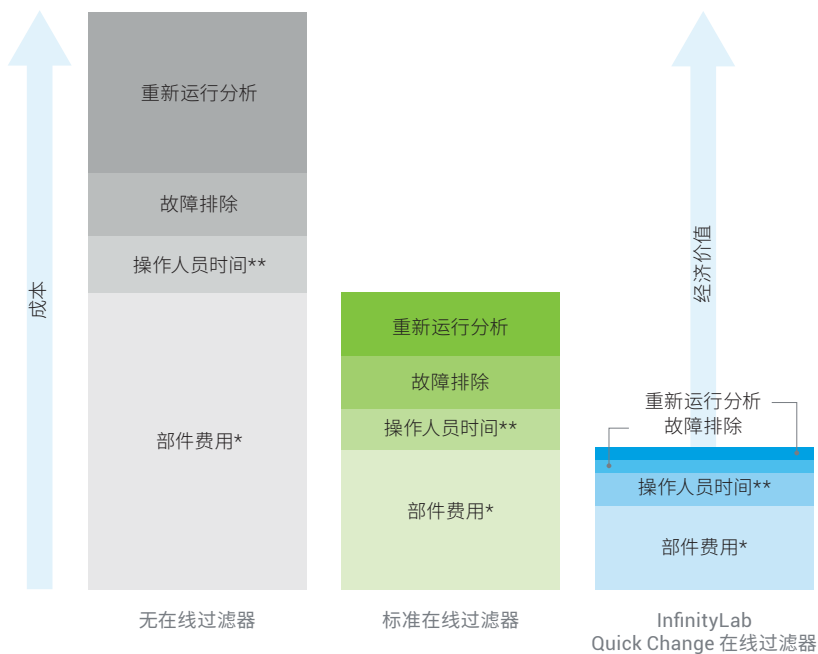 成本
重新运行分析
故障排除
操作人员时间**
部件费用*
无在线过滤器
重新运行分析
故障排除
操作人员时间**
部件费用*
标准在线过滤器
经济价值
重新运行分析
故障排除
操作人员时间**
部件费用*
InfinityLab
Quick Change 在线过滤器